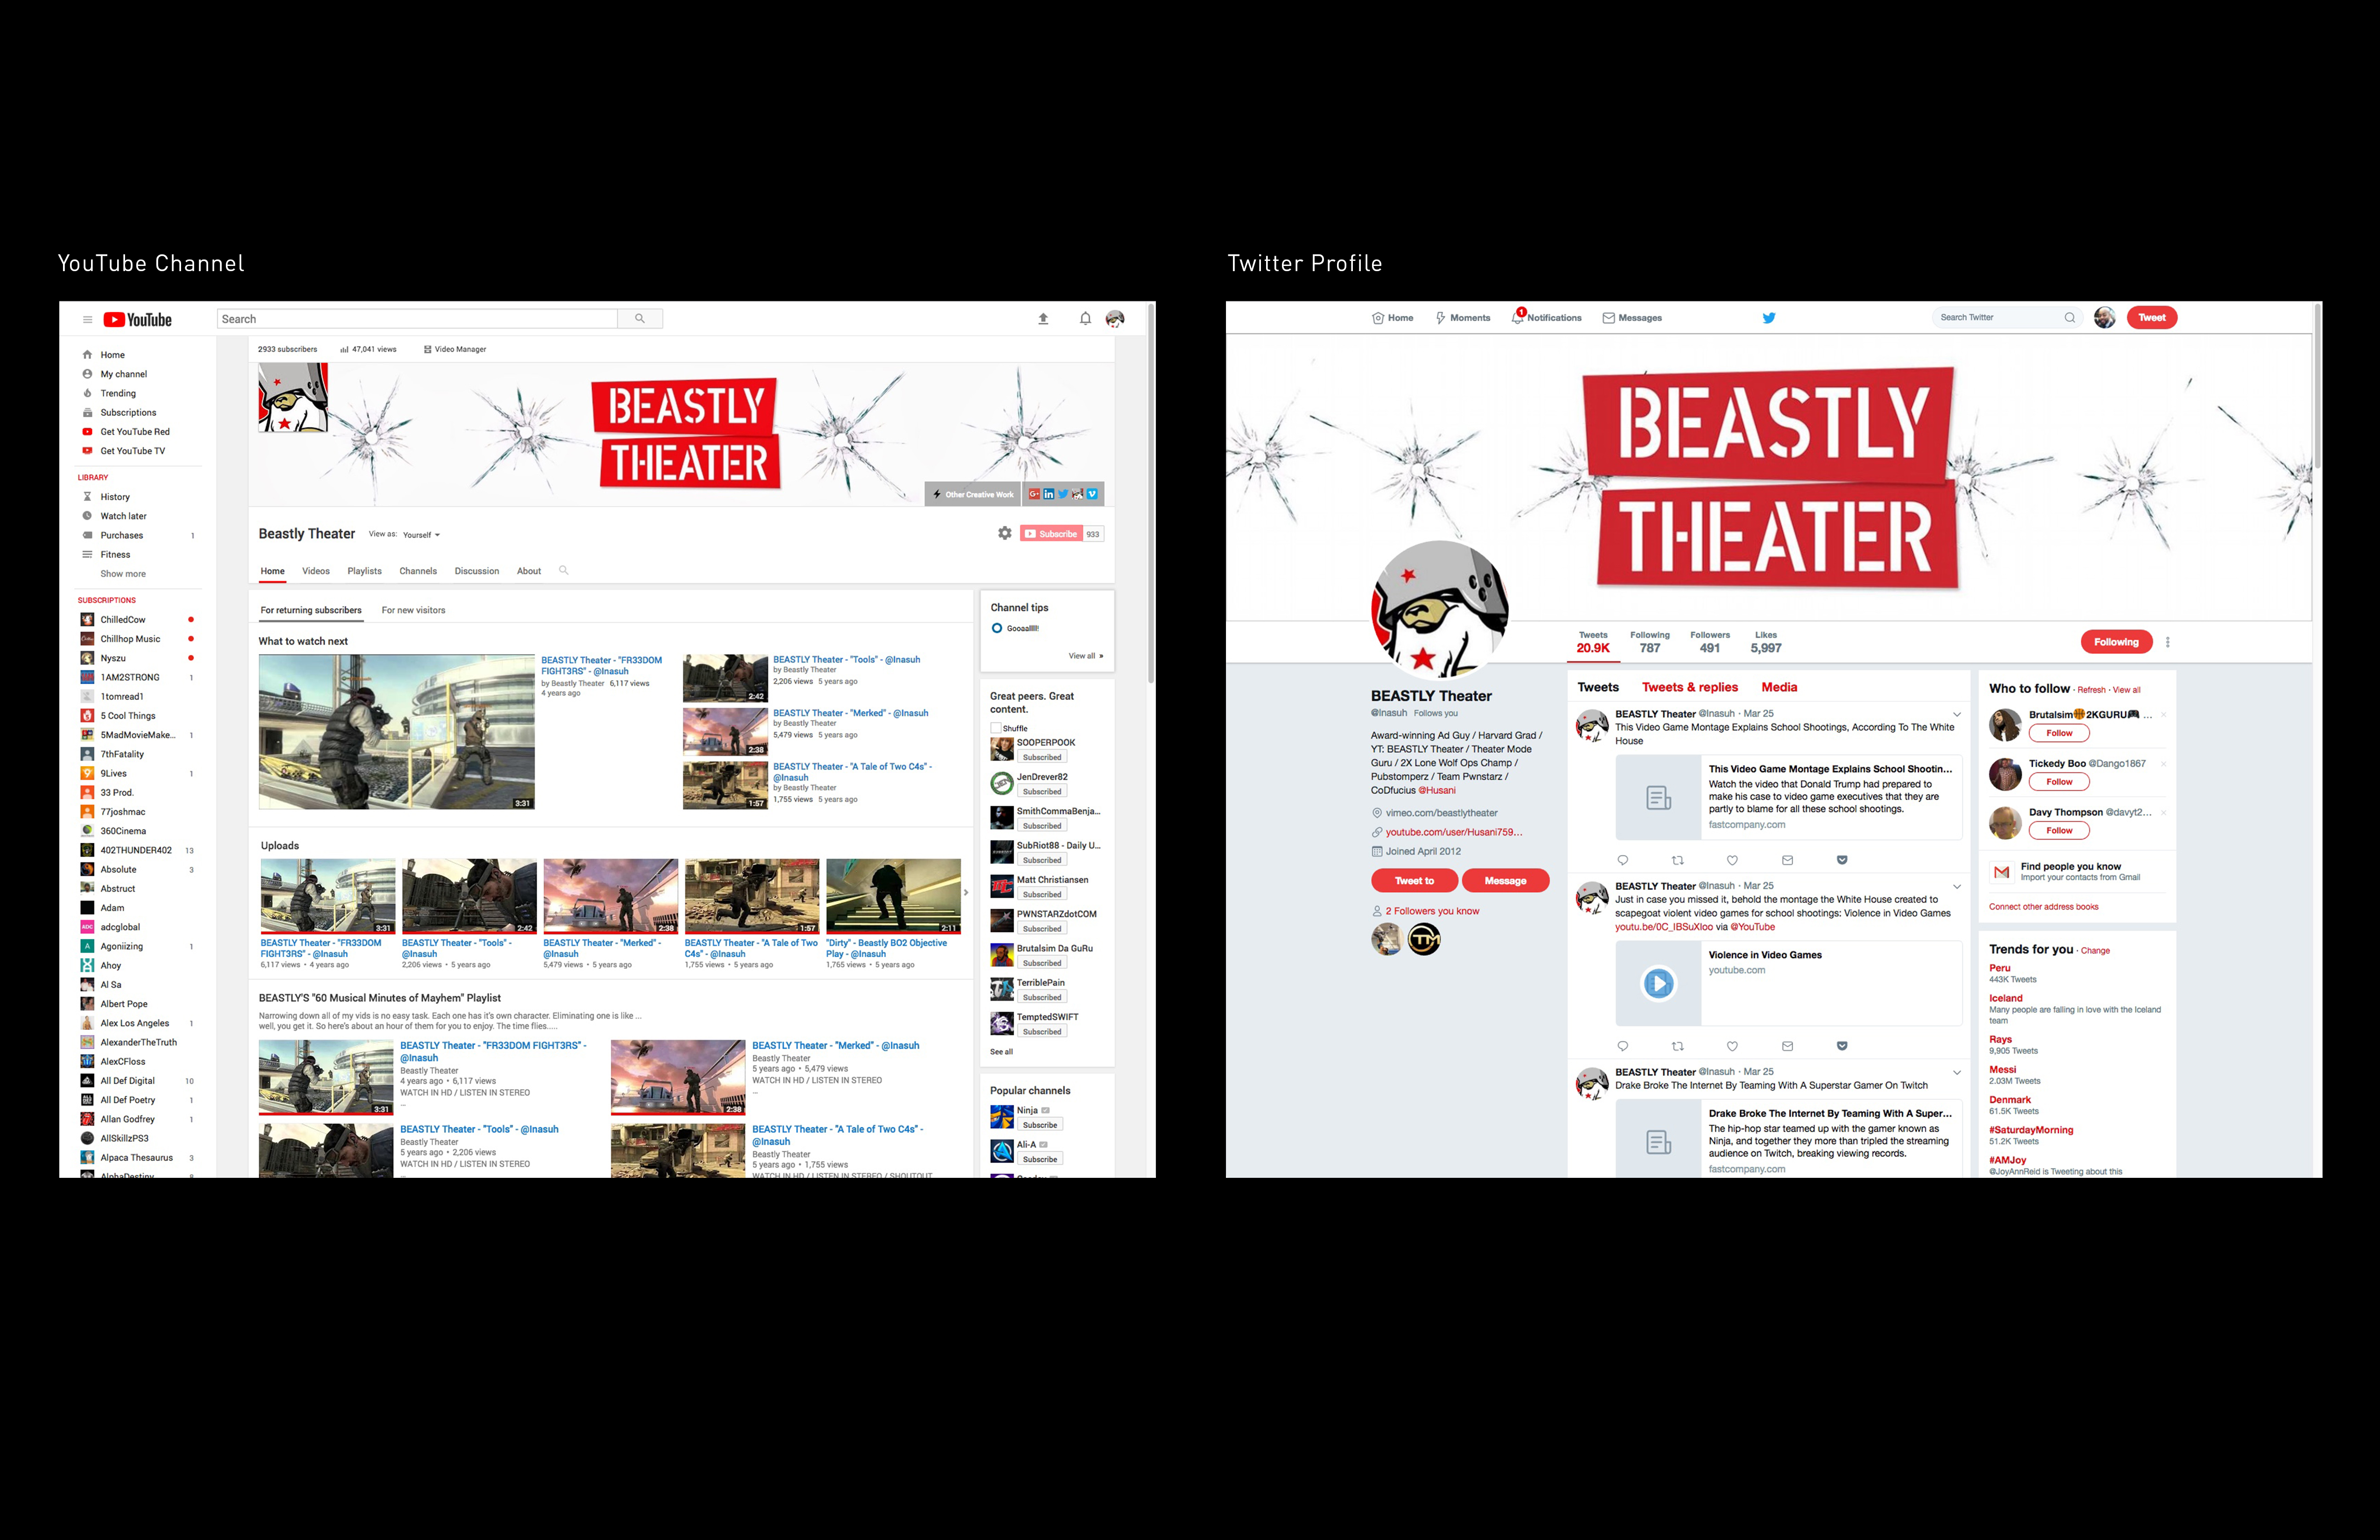 YouTube Channel
YouTube
Search
Home
My channel
Trending
Subscriptions
Get YouTube Red
Get YouTube TV
LIBRARY
History
Watch later
Purchases 1
Fitness
Show more
SUBSCRIPTIONS
ChilledCow
Chillhop Music
Nyszu
1AM2STRONG 1
1tomread1
5 Cool Things
5MadMovieMake... 1
7thFatality
9Lives 1
33 Prod.
77joshmac
360Cinema
402THUNDER402 13
Absolute 3
Abstruct
Adam
adcglobal
Agoniizing 1
Ahoy
Al Sa
Albert Pope
Alex Los Angeles 1
AlexanderTheTruth
AlexCFloss
All Def Digital 10
All Def Poetry 1
Allan Godfrey 1
AllSkillzPS3
Alpaca Thesaurus 3
AlphaDestiny
2933 subscribers 47,041 views Video Manager
BEASTLY
THEATER
Other Creative Work
Beastly Theater View as: Yourself
Subscribe 933
Home Videos Playlists Channels Discussion About
For returning subscribers For new visitors
What to watch next
3:31
BEASTLY Theater - "FR33DOM
FIGHT3RS" - @Inasuh
by Beastly Theater 6,117 views
4 years ago
2:42
BEASTLY Theater - "Tools" - @Inasuh
by Beastly Theater
2,206 views 5 years ago
2:38
BEASTLY Theater - "Merked" - @Inasuh
by Beastly Theater
5,479 views 5 years ago
1:57
BEASTLY Theater - "A Tale of Two C4s" -
@Inasuh
by Beastly Theater
1,755 views 5 years ago
Uploads
3:31 2:42 2:38 1:57 2:11
BEASTLY Theater - "FR33DOM
FIGHT3RS" - @Inasuh
6,117 views • 4 years ago
BEASTLY Theater - "Tools" -
@Inasuh
2,206 views • 5 years ago
BEASTLY Theater - "Merked" -
@Inasuh
5,479 views • 5 years ago
BEASTLY Theater - "A Tale of Two
C4s" - @Inasuh
1,755 views • 5 years ago
"Dirty" - Beastly BO2 Objective
Play - @Inasuh
1,765 views • 5 years ago
BEASTLY'S "60 Musical Minutes of Mayhem" Playlist
Narrowing down all of my vids is no easy task. Each one has it's own character. Eliminating one is like ...
well, you get it. So here's about an hour of them for you to enjoy. The time flies.....
3:31
BEASTLY Theater - "FR33DOM FIGHT3RS" -
@Inasuh
Beastly Theater
4 years ago • 6,117 views
WATCH IN HD / LISTEN IN STEREO
...
2:38
BEASTLY Theater - "Merked" - @Inasuh
Beastly Theater
5 years ago • 5,479 views
WATCH IN HD / LISTEN IN STEREO
...
BEASTLY Theater - "Tools" - @Inasuh
Beastly Theater
5 years ago • 2,206 views
WATCH IN HD / LISTEN IN STEREO
BEASTLY Theater - "A Tale of Two C4s" -
@Inasuh
Beastly Theater
5 years ago • 1,755 views
WATCH IN HD / LISTEN IN STEREO / SHOUTOUT
Channel tips
Gooaallll!
View all »
Great peers. Great
content.
Shuffle
SOOPERPOOK
Subscribed
JenDrever82
Subscribed
SmithCommaBenja...
Subscribed
SubRiot88 - Daily U...
Subscribed
Matt Christiansen
Subscribed
PWNSTARZdotCOM
Subscribed
Brutalsim Da GuRu
Subscribed
TerriblePain
Subscribed
TemptedSWIFT
Subscribed
See all
Popular channels
Ninja
Subscribe
Ali-A
Subscribe
Twitter Profile
Home Moments 1 Notifications Messages
Search Twitter
Tweet
BEASTLY
THEATER
Tweets Following Followers Likes
20.9K 787 491 5,997
Following
BEASTLY Theater
@Inasuh Follows you
Award-winning Ad Guy / Harvard Grad /
YT: BEASTLY Theater / Theater Mode
Guru / 2X Lone Wolf Ops Champ /
Pubstomperz / Team Pwnstarz /
CoDfucius @Husani
vimeo.com/beastlytheater
youtube.com/user/Husani759...
Joined April 2012
Tweet to Message
2 Followers you know
TM
Tweets Tweets & replies Media
BEASTLY Theater @Inasuh · Mar 25
This Video Game Montage Explains School Shootings, According To The White
House
This Video Game Montage Explains School Shootin...
Watch the video that Donald Trump had prepared to
make his case to video game executives that they are
partly to blame for all these school shootings.
fastcompany.com
BEASTLY Theater @Inasuh · Mar 25
Just in case you missed it, behold the montage the White House created to
scapegoat violent video games for school shootings: Violence in Video Games
youtu.be/0C_IBSuXIoo via @YouTube
Violence in Video Games
youtube.com
BEASTLY Theater @Inasuh · Mar 25
Drake Broke The Internet By Teaming With A Superstar Gamer On Twitch
Drake Broke The Internet By Teaming With A Super...
The hip-hop star teamed up with the gamer known as
Ninja, and together they more than tripled the streaming
audience on Twitch, breaking viewing records.
fastcompany.com
Who to follow · Refresh · View all
Brutalsim🏀2KGURU🎮 ...
Follow
Tickedy Boo @Dango1867
Follow
Davy Thompson @davyt2...
Follow
Find people you know
Import your contacts from Gmail
Connect other address books
Trends for you · Change
Peru
443K Tweets
Iceland
Many people are falling in love with the Iceland
team
Rays
9,905 Tweets
Messi
2.03M Tweets
Denmark
61.5K Tweets
#SaturdayMorning
51.2K Tweets
#AMJoy
@JoyAnnReid is Tweeting about this